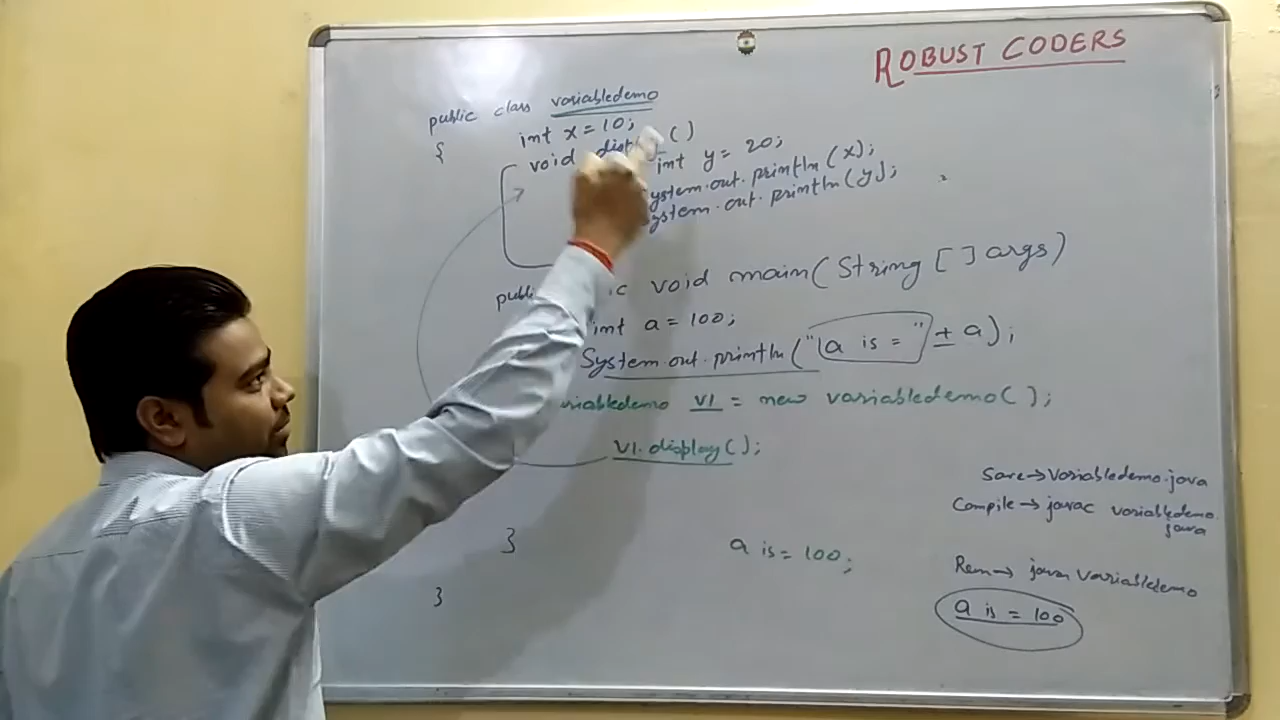 ROBUST CODERS
public class variabledemo
{
int x = 10;
void ()
int y = 20;
System.out.println(x);
System.out.println(y);
void main(String [ ] args)
int a = 100;
System.out.println("a is = " + a);
variabledemo v1 = new variabledemo( );
v1.display( );
}
}
a is = 100;
Save→Variabledemo.java
Compile→ javac variabledemo.
java
Run→ java Variabledemo
a is = 100